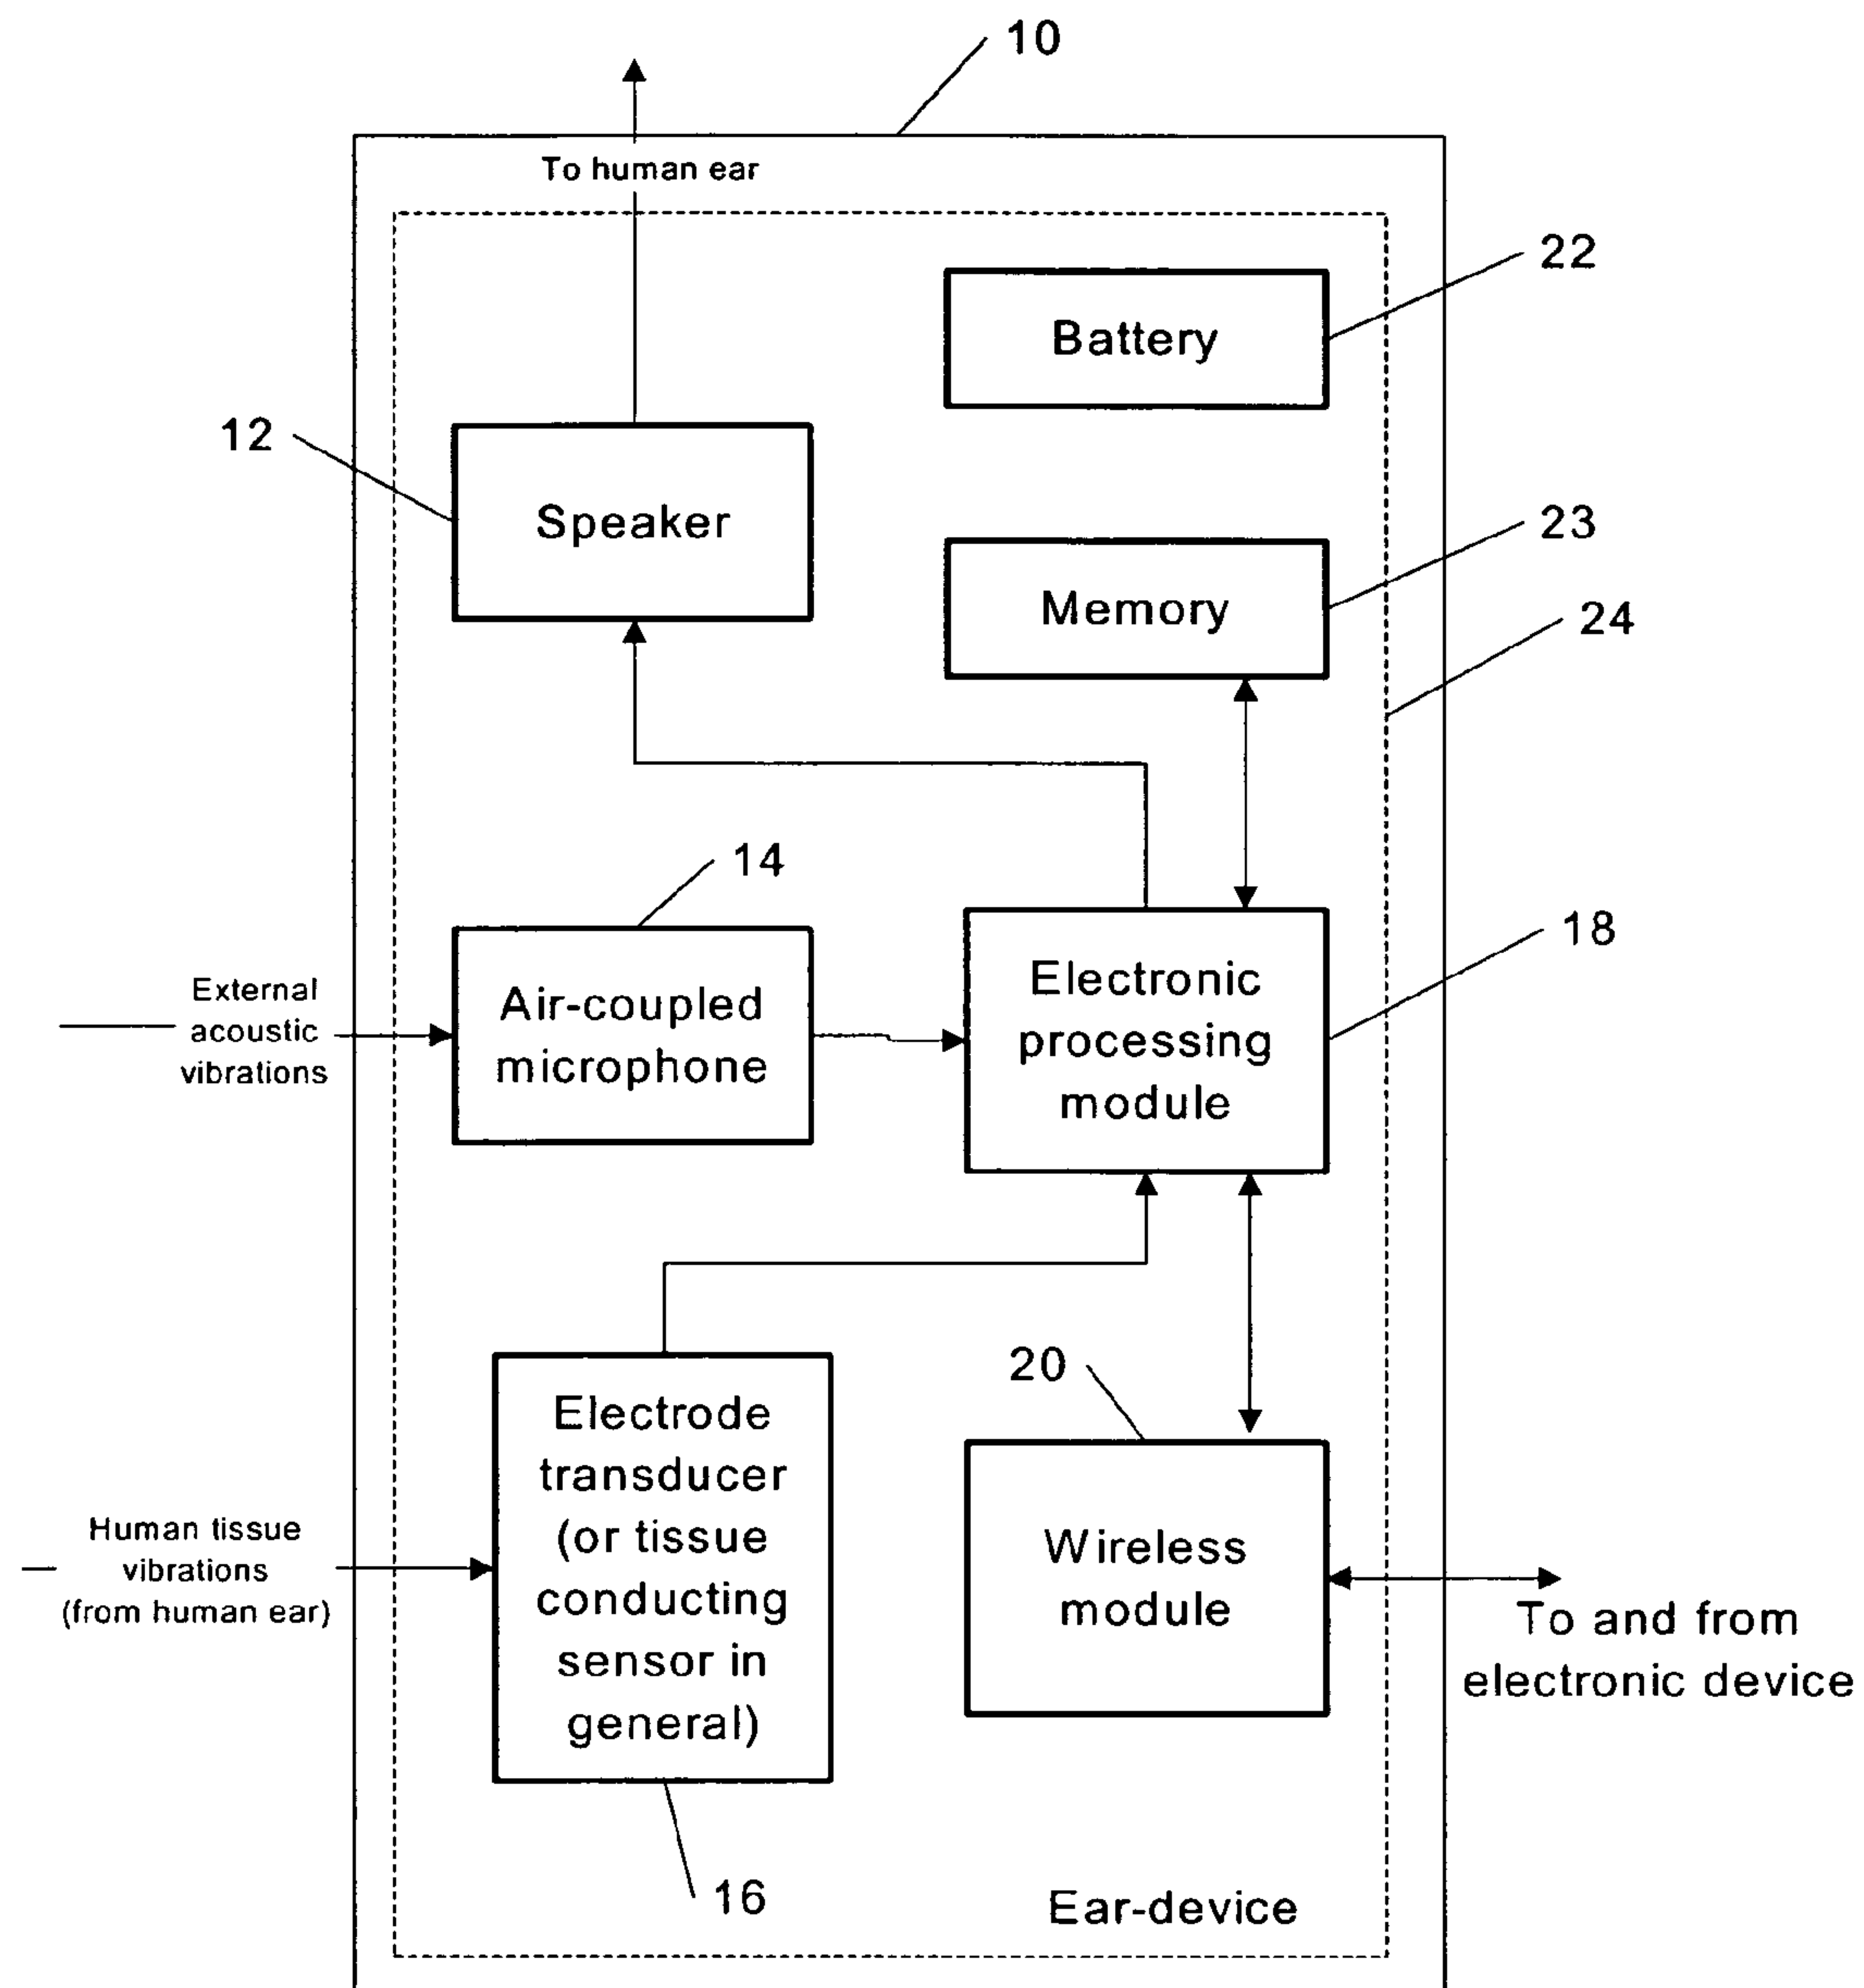 10
To human ear
22
Battery
12
Speaker
23
Memory
24
14
18
External
acoustic
vibrations
Air-coupled
microphone
Electronic
processing
module
20
Electrode
transducer
(or tissue
conducting
sensor in
general)
Human tissue
vibrations
(from human ear)
Wireless
module
To and from
electronic device
16
Ear-device